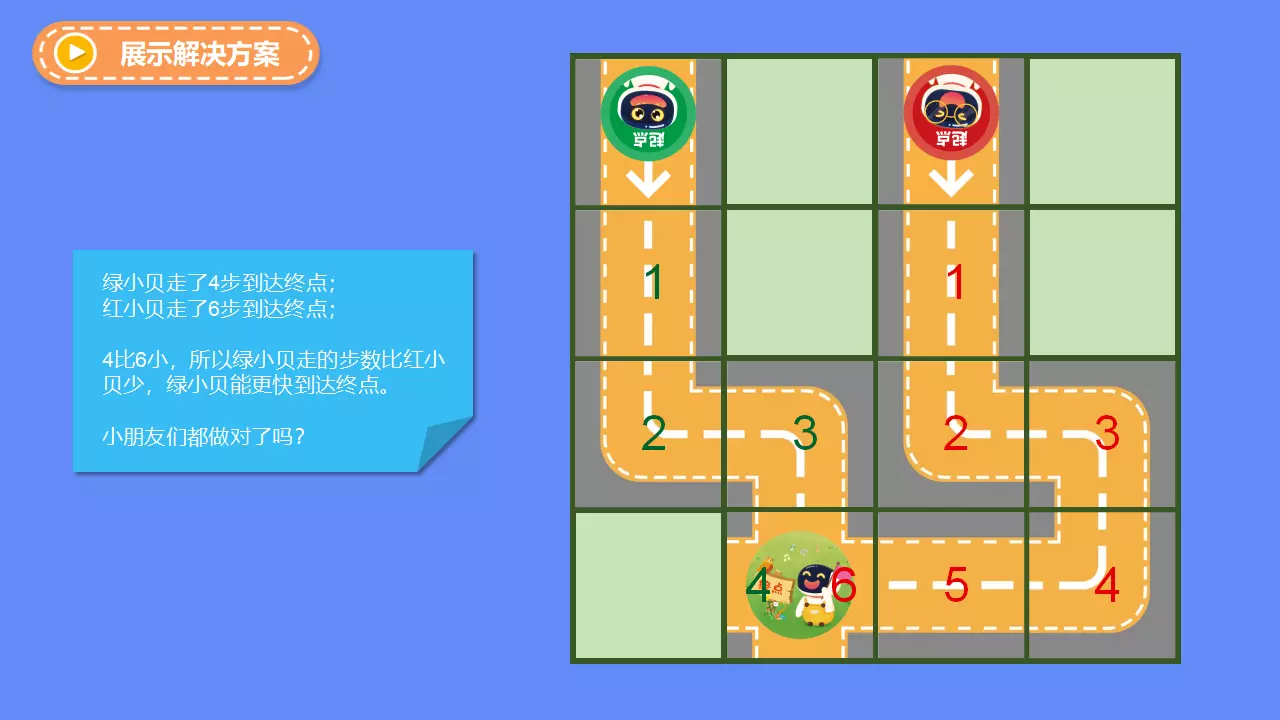 展示解决方案
绿小贝走了4步到达终点；
红小贝走了6步到达终点；
4比6小，所以绿小贝走的步数比红小
贝少，绿小贝能更快到达终点。
小朋友们都做对了吗？
起点
起点
1
1
2
3
2
3
4
终点
6
5
4